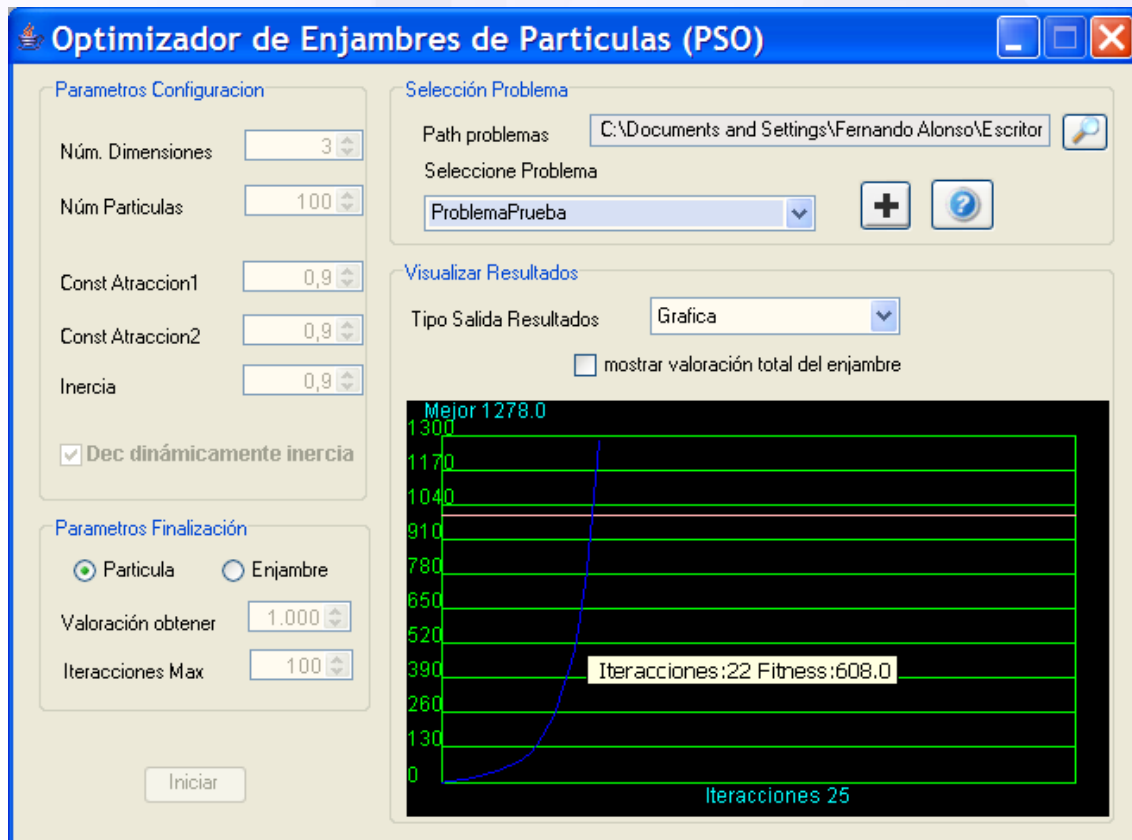 Optimizador de Enjambres de Particulas (PSO)
Parametros Configuracion
Núm. Dimensiones 3
Núm Particulas 100
Const Atraccion1 0,9
Const Atraccion2 0,9
Inercia 0,9
Dec dinámicamente inercia
Parametros Finalización
Particula Enjambre
Valoración obtener 1.000
Iteracciones Max 100
Iniciar
Selección Problema
Path problemas C:\Documents and Settings\Fernando Alonso\Escritor
Seleccione Problema
ProblemaPrueba
Visualizar Resultados
Tipo Salida Resultados Grafica
mostrar valoración total del enjambre
Mejor 1278.0
1300
1170
1040
910
780
650
520
390
260
130
0
Iteracciones:22 Fitness:608.0
Iteracciones 25